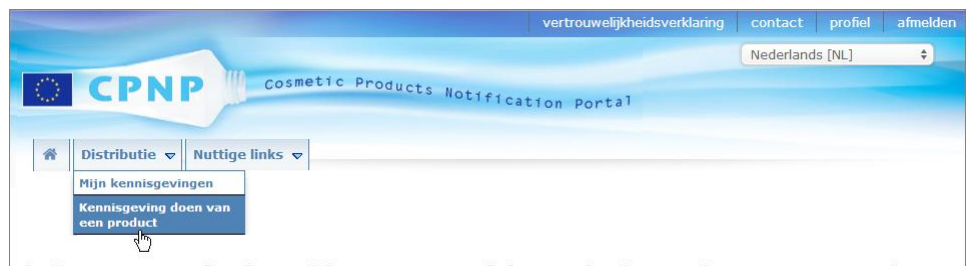 vertrouwelijkheidsverklaring contact profiel afmelden
Nederlands [NL]
CPNP Cosmetic Products Notification Portal
Distributie Nuttige links
Mijn kennisgevingen
Kennisgeving doen van
een product